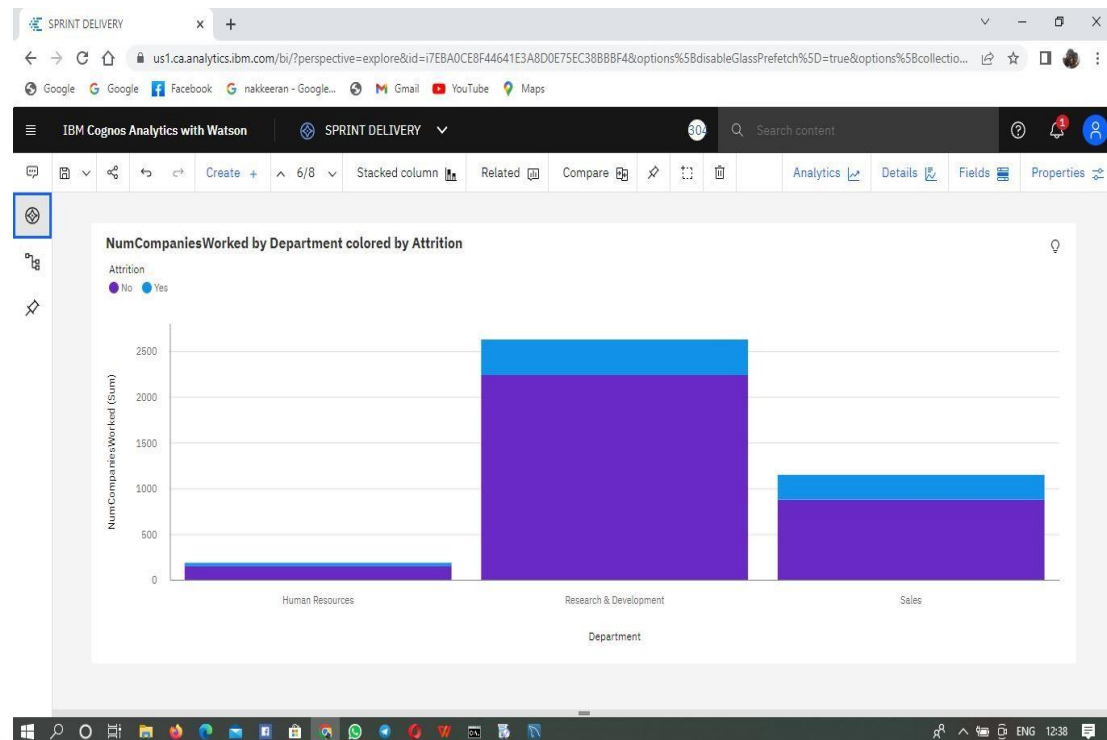 SPRINT DELIVERY
us1.ca.analytics.ibm.com/bi/?perspective=explore&id=i7EBA0CE8F44641E3A8D0E75EC38BBBF4&options%5BdisableGlassPrefetch%5D=true&options%5Bcollectio...
Google Google Facebook nakkeeran - Google... Gmail YouTube Maps
IBM Cognos Analytics with Watson SPRINT DELIVERY 304 Search content 1
Create + 6/8 Stacked column Related Compare Analytics Details Fields Properties
NumCompaniesWorked by Department colored by Attrition
Attrition
No Yes
NumCompaniesWorked (Sum)
2500
2000
1500
1000
500
0
Human Resources Research & Development Sales
Department
ENG 12:38